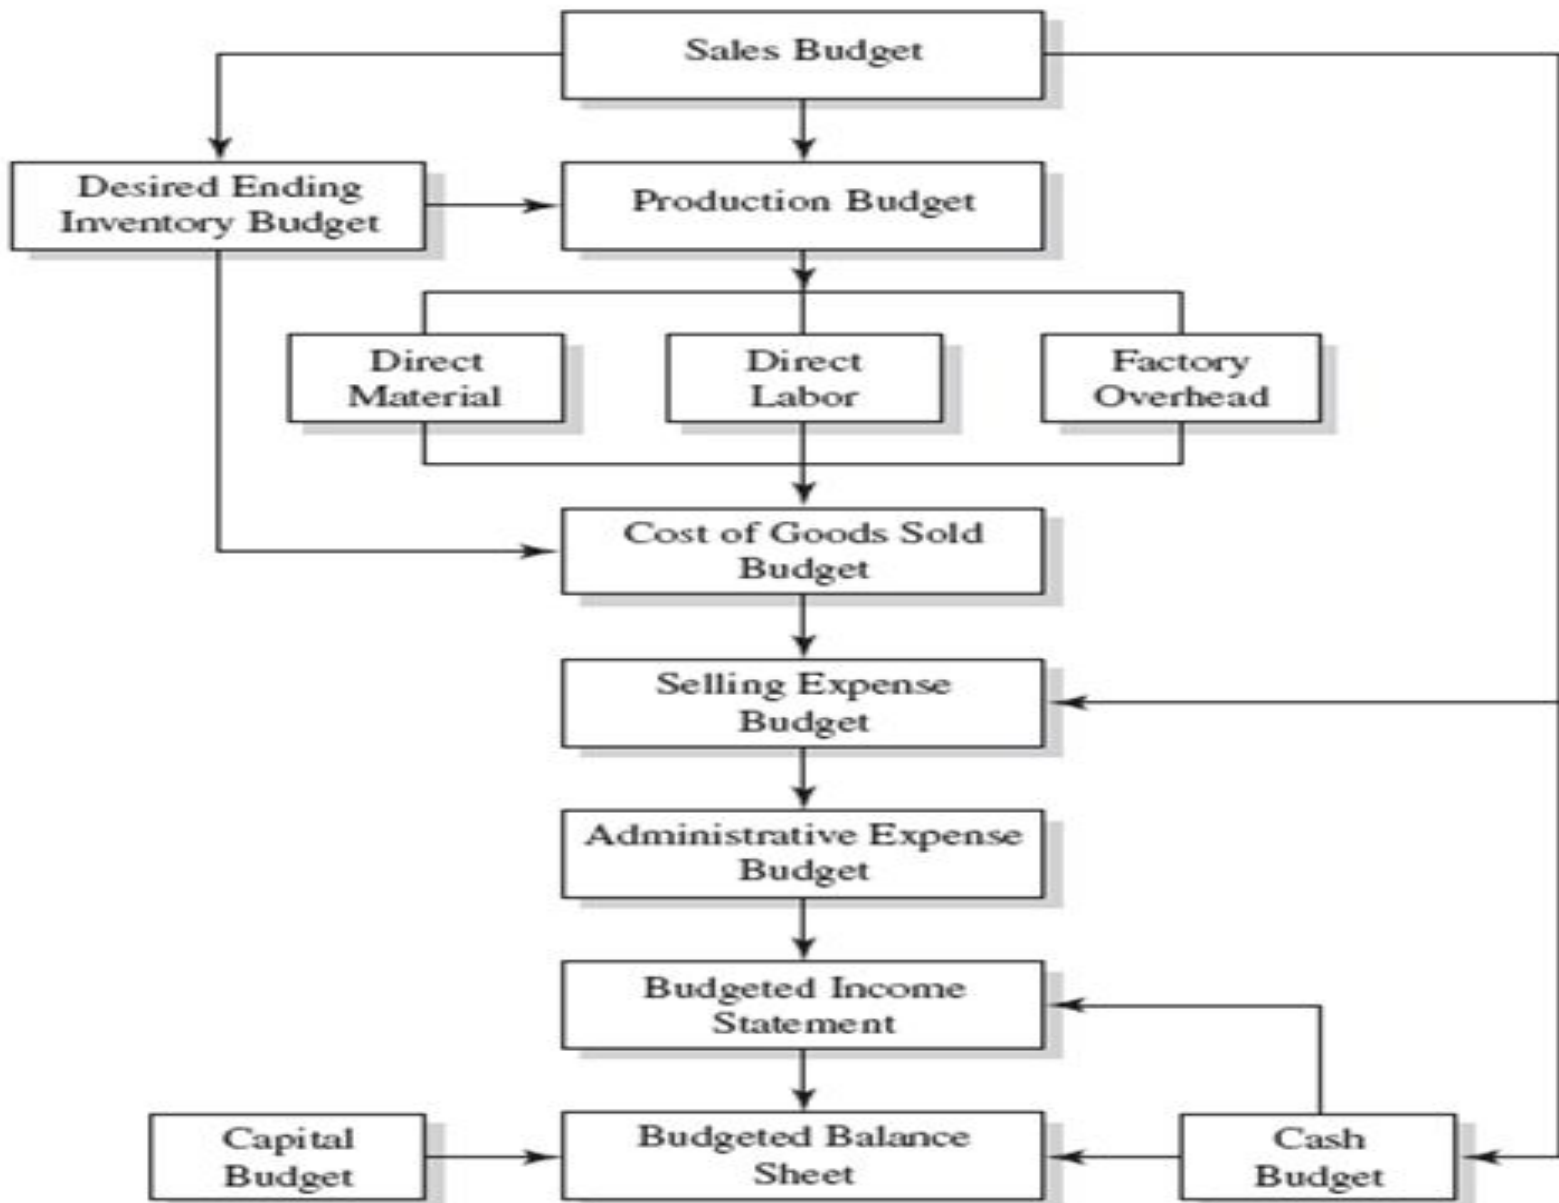 Sales Budget
Desired Ending
Inventory Budget
Production Budget
Direct
Material
Direct
Labor
Factory
Overhead
Cost of Goods Sold
Budget
Selling Expense
Budget
Administrative Expense
Budget
Budgeted Income
Statement
Capital
Budget
Budgeted Balance
Sheet
Cash
Budget